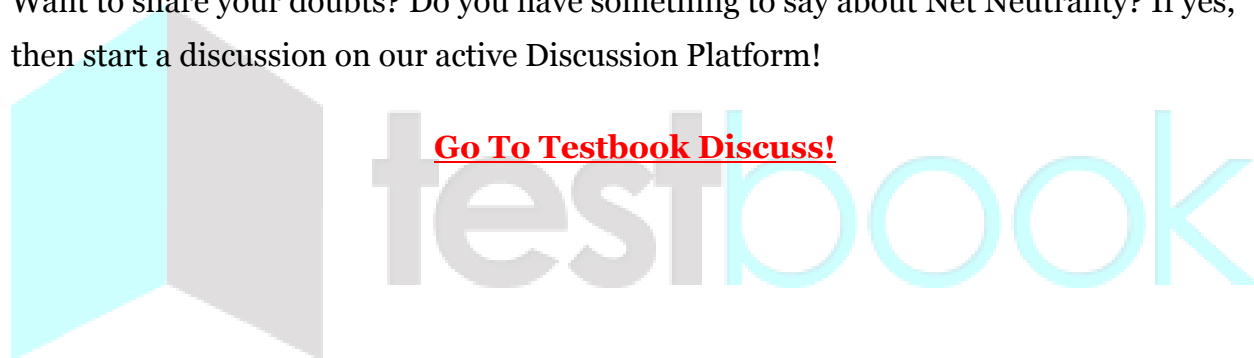 Want to share your doubts? Do you have something to say about Net Neutrality? If yes,
then start a discussion on our active Discussion Platform!
Go To Testbook Discuss!
testbook